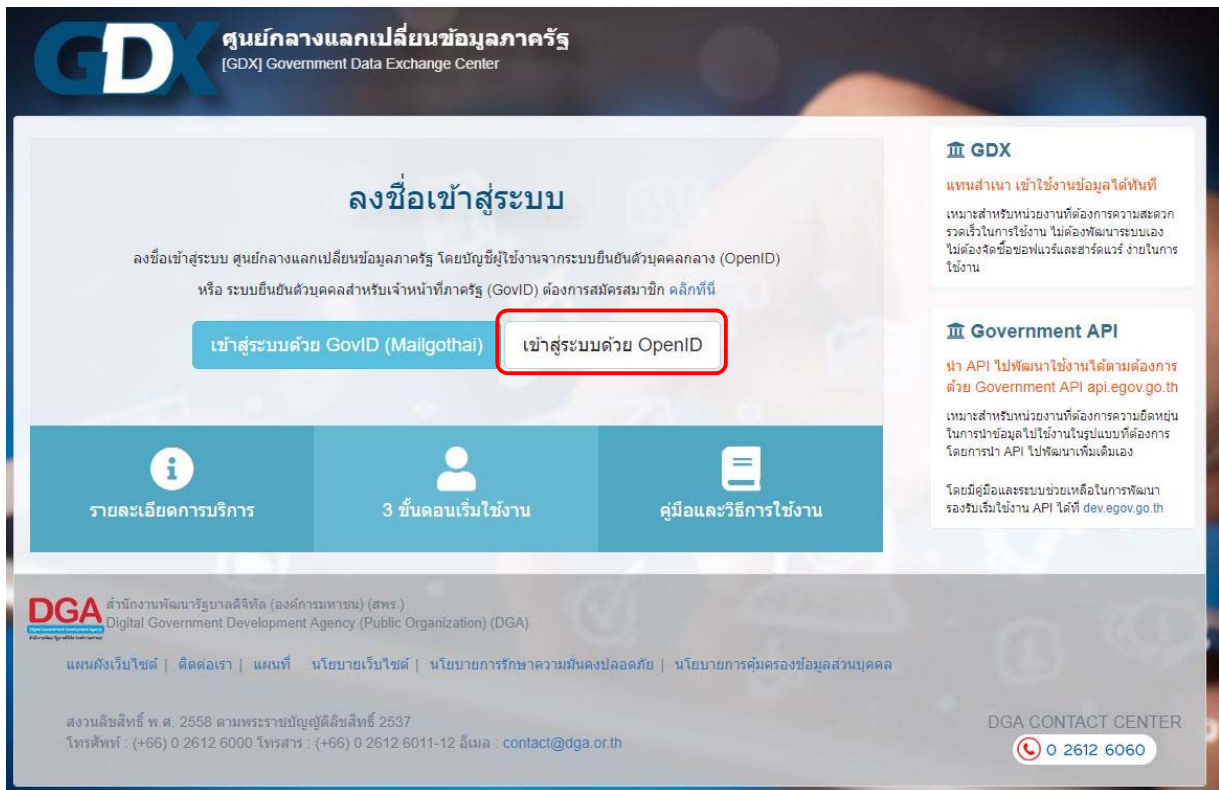 GDX
ศูนย์กลางแลกเปลี่ยนข้อมูลภาครัฐ
[GDX] Government Data Exchange Center
ลงชื่อเข้าสู่ระบบ
ลงชื่อเข้าสู่ระบบ ศูนย์กลางแลกเปลี่ยนข้อมูลภาครัฐ โดยบัญชีผู้ใช้งานจากระบบยืนยันตัวบุคคลกลาง (OpenID)
หรือ ระบบยืนยันตัวบุคคลสำหรับเจ้าหน้าที่ภาครัฐ (GovID) ต้องการสมัครสมาชิก คลิกที่นี่
เข้าสู่ระบบด้วย GovID (Mailgothai)
เข้าสู่ระบบด้วย OpenID
รายละเอียดการบริการ
3 ขั้นตอนเริ่มใช้งาน
คู่มือและวิธีการใช้งาน
GDX
แทนสำเนา เข้าใช้งานข้อมูลได้ทันที
เหมาะสำหรับหน่วยงานที่ต้องการความสะดวก
รวดเร็วในการใช้งาน ไม่ต้องพัฒนาระบบเอง
ไม่ต้องจัดซื้อซอฟแวร์และฮาร์ดแวร์ ง่ายในการ
ใช้งาน
Government API
นำ API ไปพัฒนาใช้งานได้ตามต้องการ
ด้วย Government API api.egov.go.th
เหมาะสำหรับหน่วยงานที่ต้องการความยืดหยุ่น
ในการนำข้อมูลไปใช้งานในรูปแบบที่ต้องการ
โดยการนำ API ไปพัฒนาเพิ่มเติมเอง
โดยมีคู่มือและระบบช่วยเหลือในการพัฒนา
รองรับเริ่มใช้งาน API ได้ที่ dev.egov.go.th
DGA
สำนักงานพัฒนารัฐบาลดิจิทัล (องค์การมหาชน) (สพร.)
Digital Government Development Agency (Public Organization) (DGA)
แผนผังเว็บไซต์ | ติดต่อเรา | แผนที่ นโยบายเว็บไซต์ | นโยบายการรักษาความมั่นคงปลอดภัย | นโยบายการคุ้มครองข้อมูลส่วนบุคคล
สงวนลิขสิทธิ์ พ.ศ. 2558 ตามพระราชบัญญัติลิขสิทธิ์ 2537
โทรศัพท์ : (+66) 0 2612 6000 โทรสาร : (+66) 0 2612 6011-12 อีเมล : contact@dga.or.th
DGA CONTACT CENTER
0 2612 6060